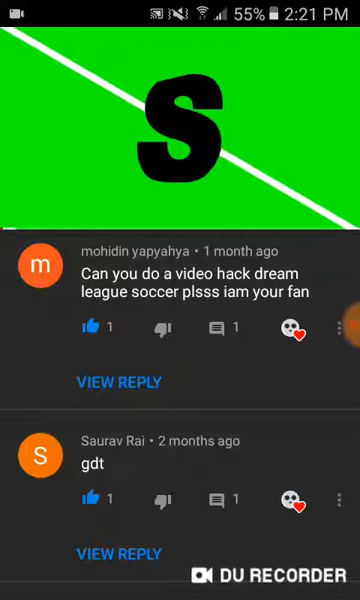 55% 2:21 PM
S
mohidin yapyahya • 1 month ago
Can you do a video hack dream
league soccer plsss iam your fan
1 1
VIEW REPLY
Saurav Rai • 2 months ago
gdt
1 1
VIEW REPLY
DU RECORDER
m
S